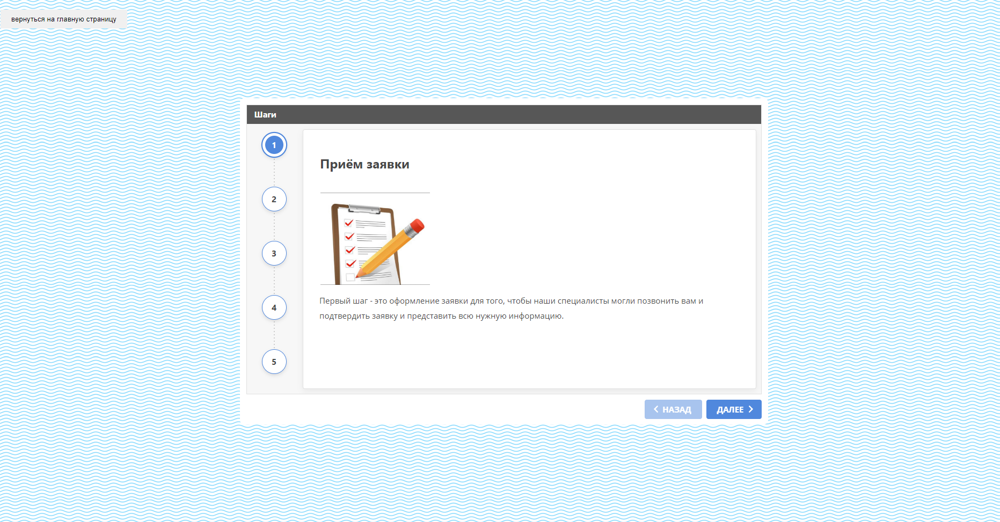 вернуться на главную страницу
Шаги
1
Приём заявки
2
3
4
5
Первый шаг - это оформление заявки для того, чтобы наши специалисты могли позвонить вам и
подтвердить заявку и представить всю нужную информацию.
НАЗАД
ДАЛЕЕ